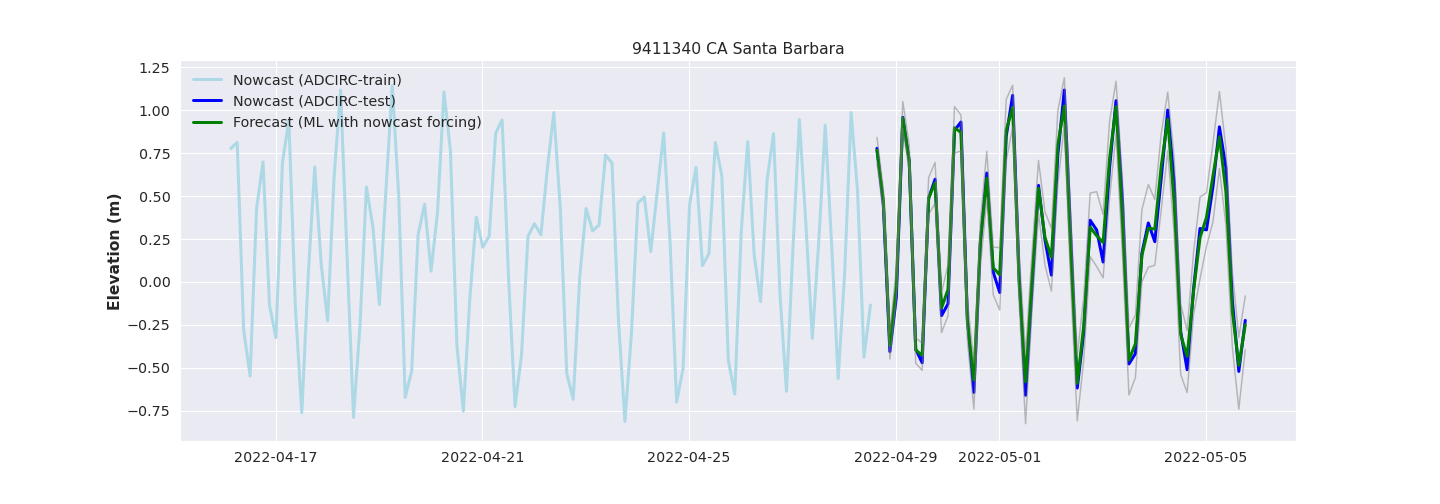 9411340 CA Santa Barbara
Nowcast (ADCIRC-train)
Nowcast (ADCIRC-test)
Forecast (ML with nowcast forcing)
Elevation (m)
1.25
1.00
0.75
0.50
0.25
0.00
−0.25
−0.50
−0.75
2022-04-17 2022-04-21 2022-04-25 2022-04-29 2022-05-01 2022-05-05